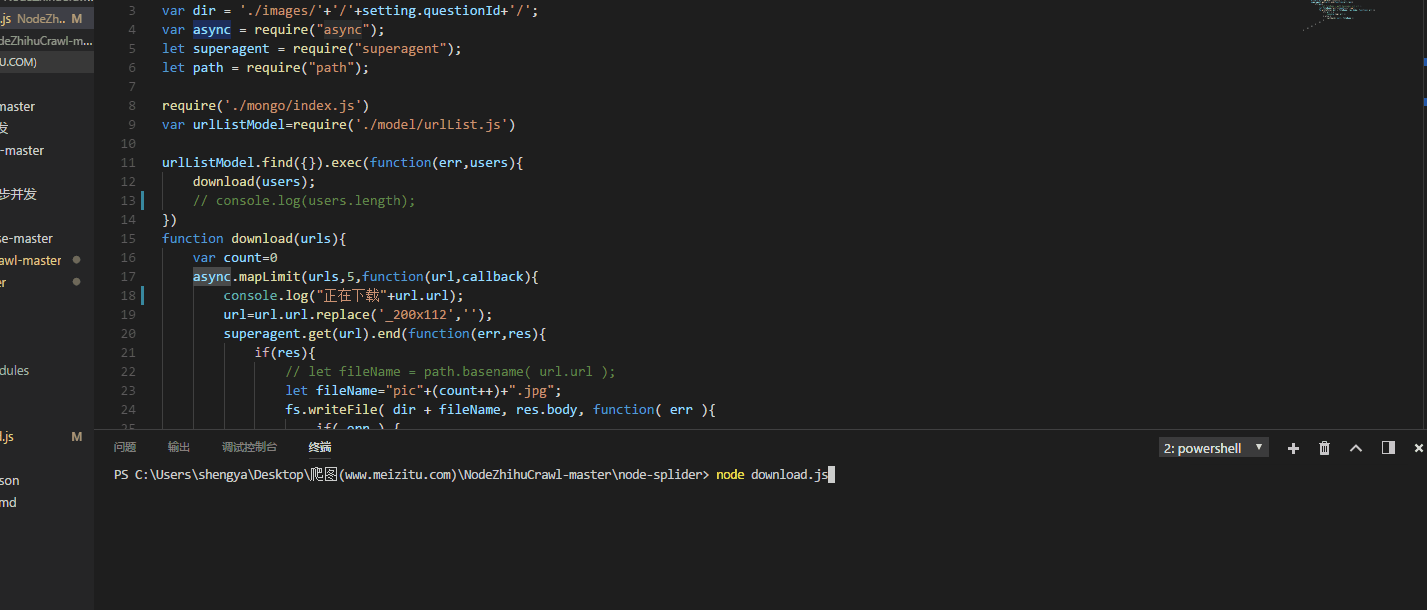 .js NodeZh... M
deZhihuCrawl-m...
U.COM)
master
发
-master
步并发
se-master
awl-master
r
dules
l.js M
son
md
3 var dir = './images/'+'/'+setting.questionId+'/';
4 var async = require("async");
5 let superagent = require("superagent");
6 let path = require("path");
7
8 require('./mongo/index.js')
9 var urlListModel=require('./model/urlList.js')
10
11 urlListModel.find({}).exec(function(err,users){
12 download(users);
13 // console.log(users.length);
14 })
15 function download(urls){
16 var count=0
17 async.mapLimit(urls,5,function(url,callback){
18 console.log("正在下载"+url.url);
19 url=url.url.replace('_200x112','');
20 superagent.get(url).end(function(err,res){
21 if(res){
22 // let fileName = path.basename( url.url );
23 let fileName="pic"+(count++)+".jpg";
24 fs.writeFile( dir + fileName, res.body, function( err ){
25 if( err ) {
问题 输出 调试控制台 终端 2: powershell
PS C:\Users\shengya\Desktop\爬图(www.meizitu.com)\NodeZhihuCrawl-master\node-splider> node download.js